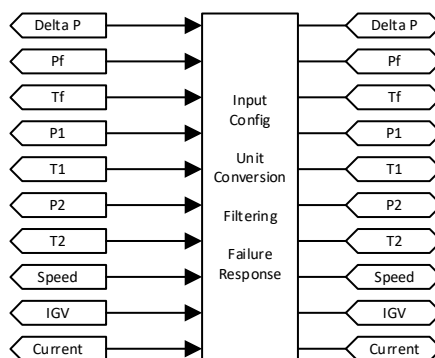 Delta P
Pf
Tf
P1
T1
P2
T2
Speed
IGV
Current
Input
Config
Unit
Conversion
Filtering
Failure
Response
Delta P
Pf
Tf
P1
T1
P2
T2
Speed
IGV
Current